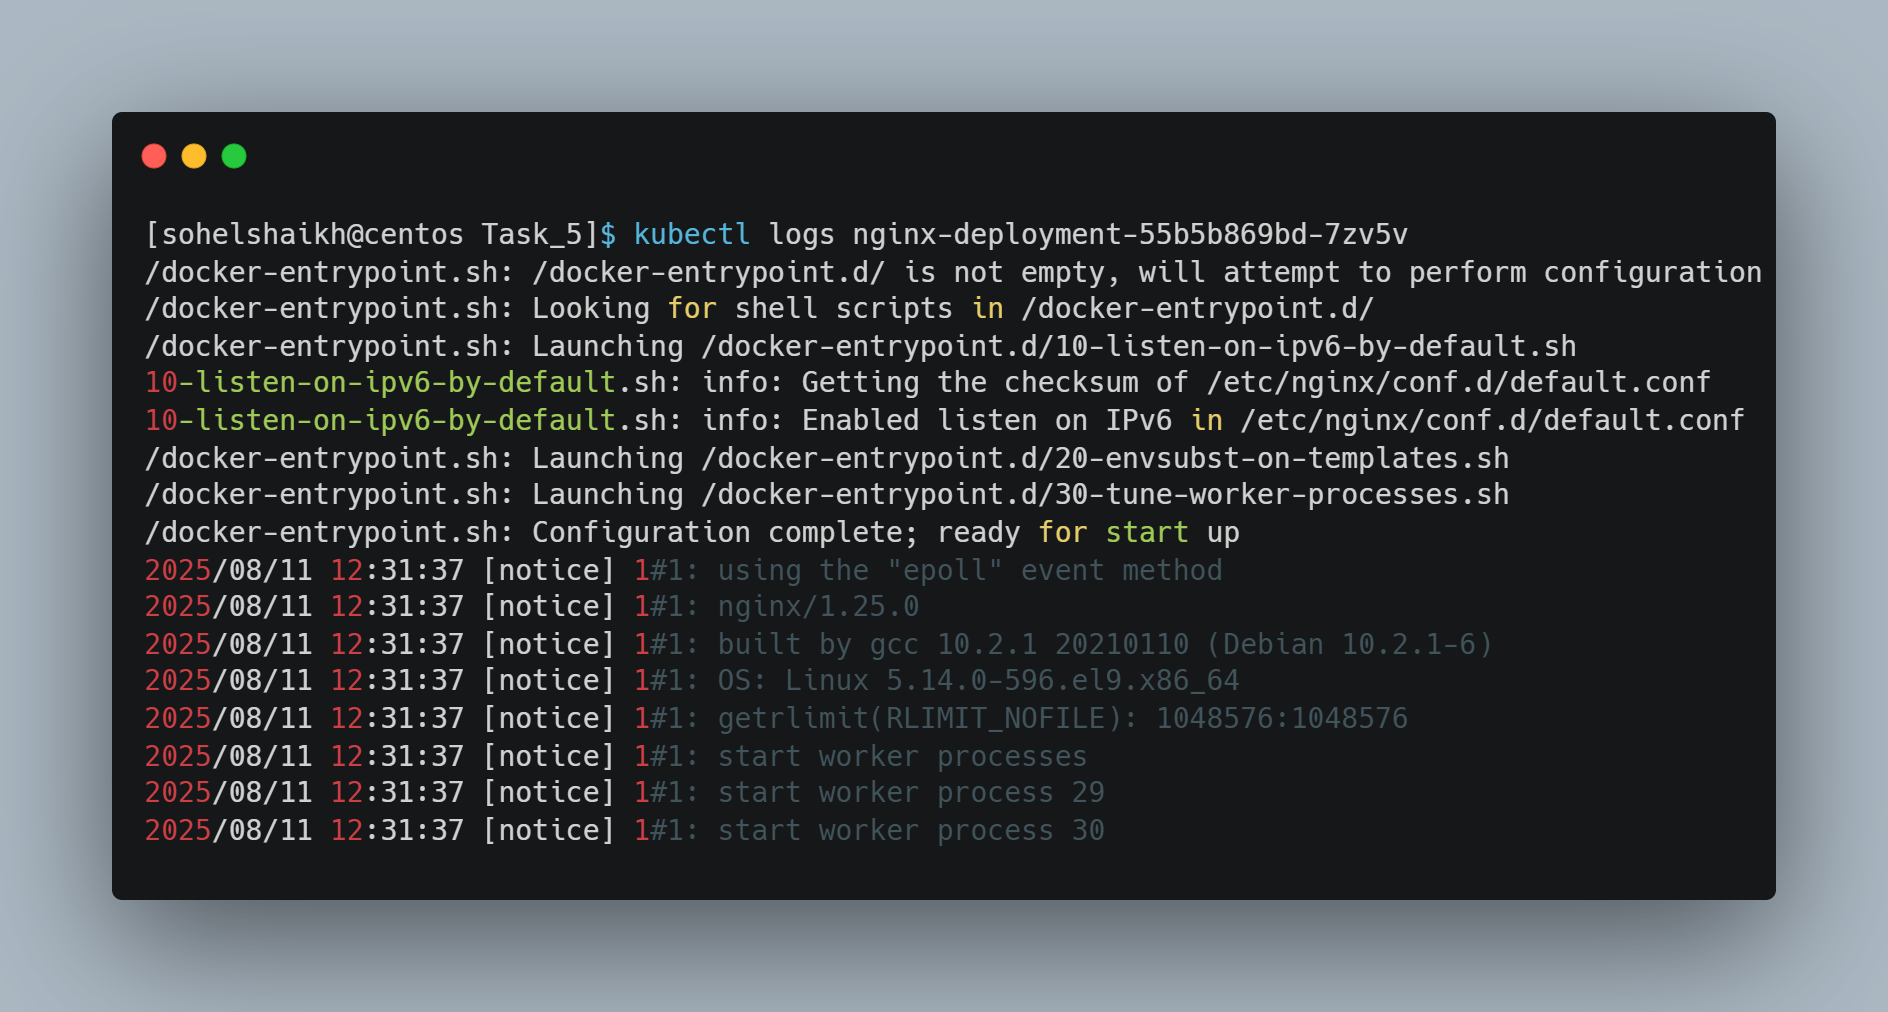 [sohelshaikh@centos Task_5]$ kubectl logs nginx-deployment-55b5b869bd-7zv5v
/docker-entrypoint.sh: /docker-entrypoint.d/ is not empty, will attempt to perform configuration
/docker-entrypoint.sh: Looking for shell scripts in /docker-entrypoint.d/
/docker-entrypoint.sh: Launching /docker-entrypoint.d/10-listen-on-ipv6-by-default.sh
10-listen-on-ipv6-by-default.sh: info: Getting the checksum of /etc/nginx/conf.d/default.conf
10-listen-on-ipv6-by-default.sh: info: Enabled listen on IPv6 in /etc/nginx/conf.d/default.conf
/docker-entrypoint.sh: Launching /docker-entrypoint.d/20-envsubst-on-templates.sh
/docker-entrypoint.sh: Launching /docker-entrypoint.d/30-tune-worker-processes.sh
/docker-entrypoint.sh: Configuration complete; ready for start up
2025/08/11 12:31:37 [notice] 1#1: using the "epoll" event method
2025/08/11 12:31:37 [notice] 1#1: nginx/1.25.0
2025/08/11 12:31:37 [notice] 1#1: built by gcc 10.2.1 20210110 (Debian 10.2.1-6)
2025/08/11 12:31:37 [notice] 1#1: OS: Linux 5.14.0-596.el9.x86_64
2025/08/11 12:31:37 [notice] 1#1: getrlimit(RLIMIT_NOFILE): 1048576:1048576
2025/08/11 12:31:37 [notice] 1#1: start worker processes
2025/08/11 12:31:37 [notice] 1#1: start worker process 29
2025/08/11 12:31:37 [notice] 1#1: start worker process 30